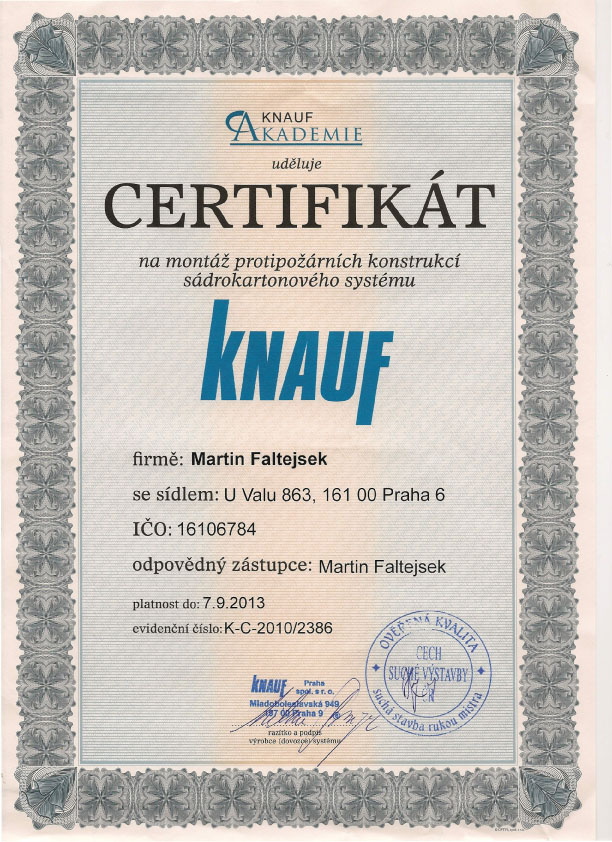 KNAUF
AKADEMIE
uděluje
CERTIFIKÁT
na montáž protipožárních konstrukcí
sádrokartonového systému
KNAUF
firmě: Martin Faltejsek
se sídlem: U Valu 863, 161 00 Praha 6
IČO: 16106784
odpovědný zástupce: Martin Faltejsek
platnost do: 7.9.2013
evidenční číslo: K-C-2010/2386
OVĚŘENÁ KVALITA
CECH
SUCHÉ VÝSTAVBY
ČR
suchá stavba rukou mistra
KNAUF Praha
spol. s r. o.
Mladoboleslavská 949
197 00 Praha 9
razítko a podpis
výrobce (dovozce) systému